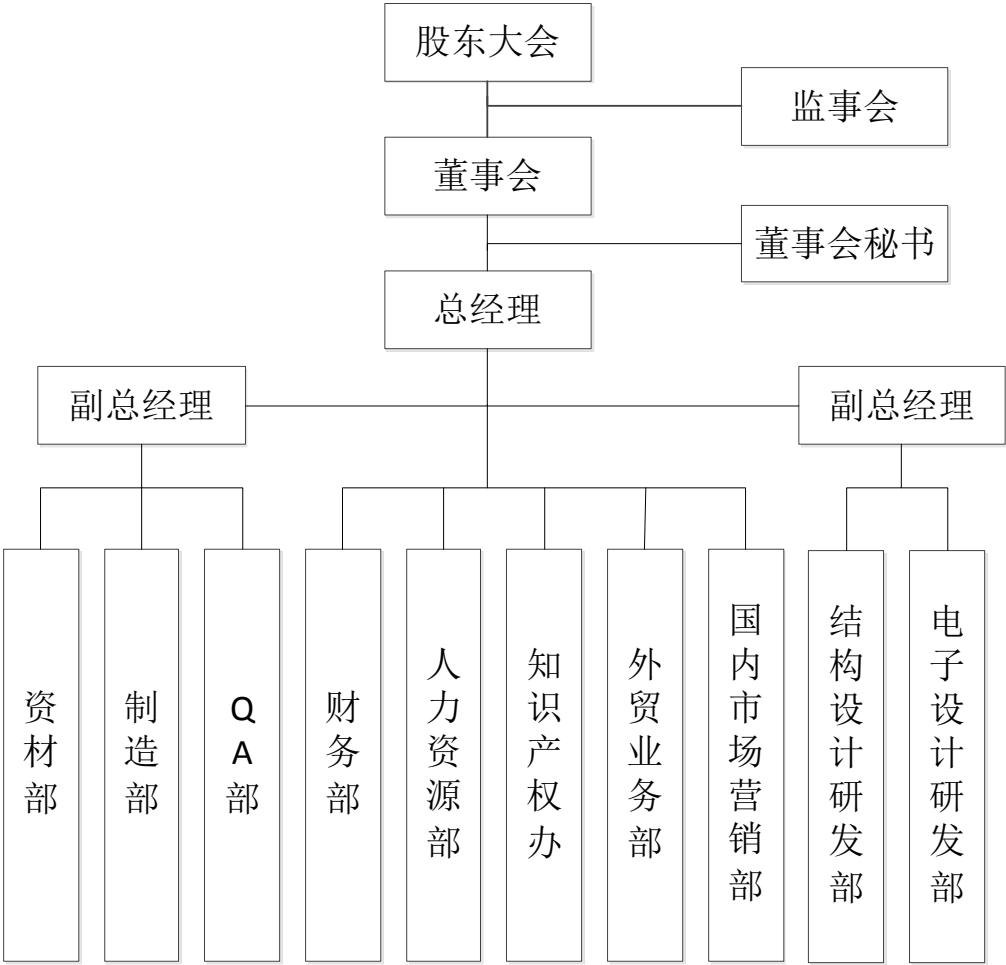 股东大会
监事会
董事会
董事会秘书
总经理
副总经理
副总经理
资材部
制造部
QA部
财务部
人力资源部
知识产权办
外贸业务部
国内市场营销部
结构设计研发部
电子设计研发部